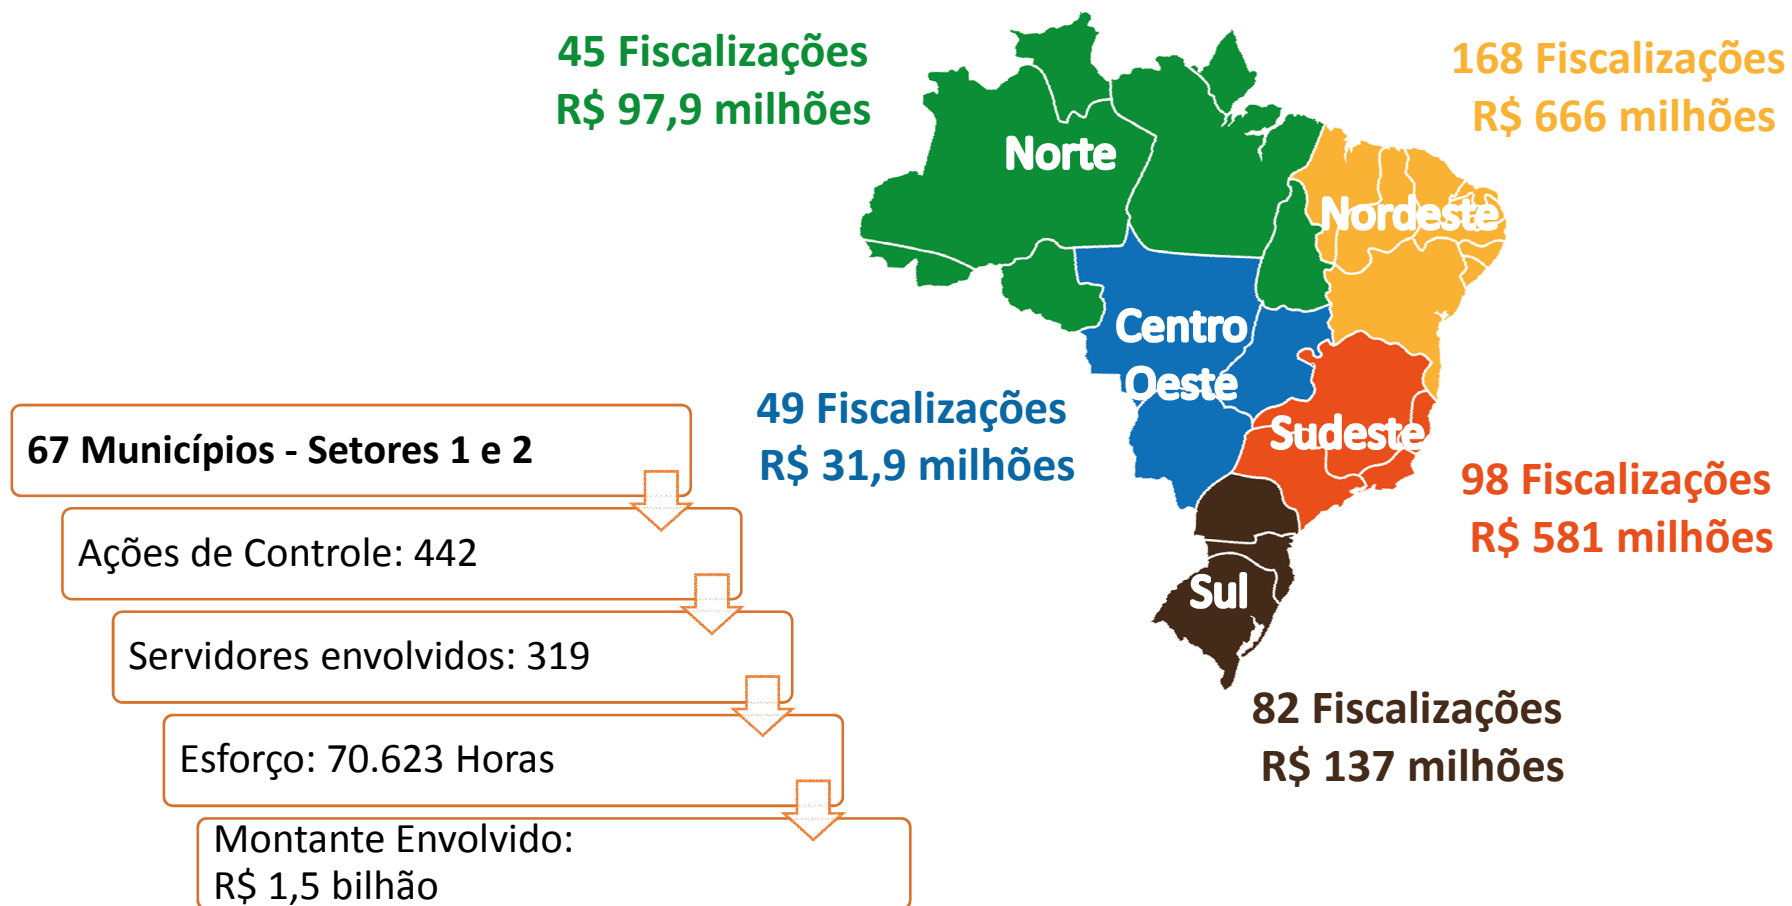 45 Fiscalizações
R$ 97,9 milhões
168 Fiscalizações
R$ 666 milhões
Norte
Nordeste
Centro
Oeste
49 Fiscalizações
R$ 31,9 milhões
Sudeste
98 Fiscalizações
R$ 581 milhões
Sul
82 Fiscalizações
R$ 137 milhões
67 Municípios - Setores 1 e 2
Ações de Controle: 442
Servidores envolvidos: 319
Esforço: 70.623 Horas
Montante Envolvido:
R$ 1,5 bilhão